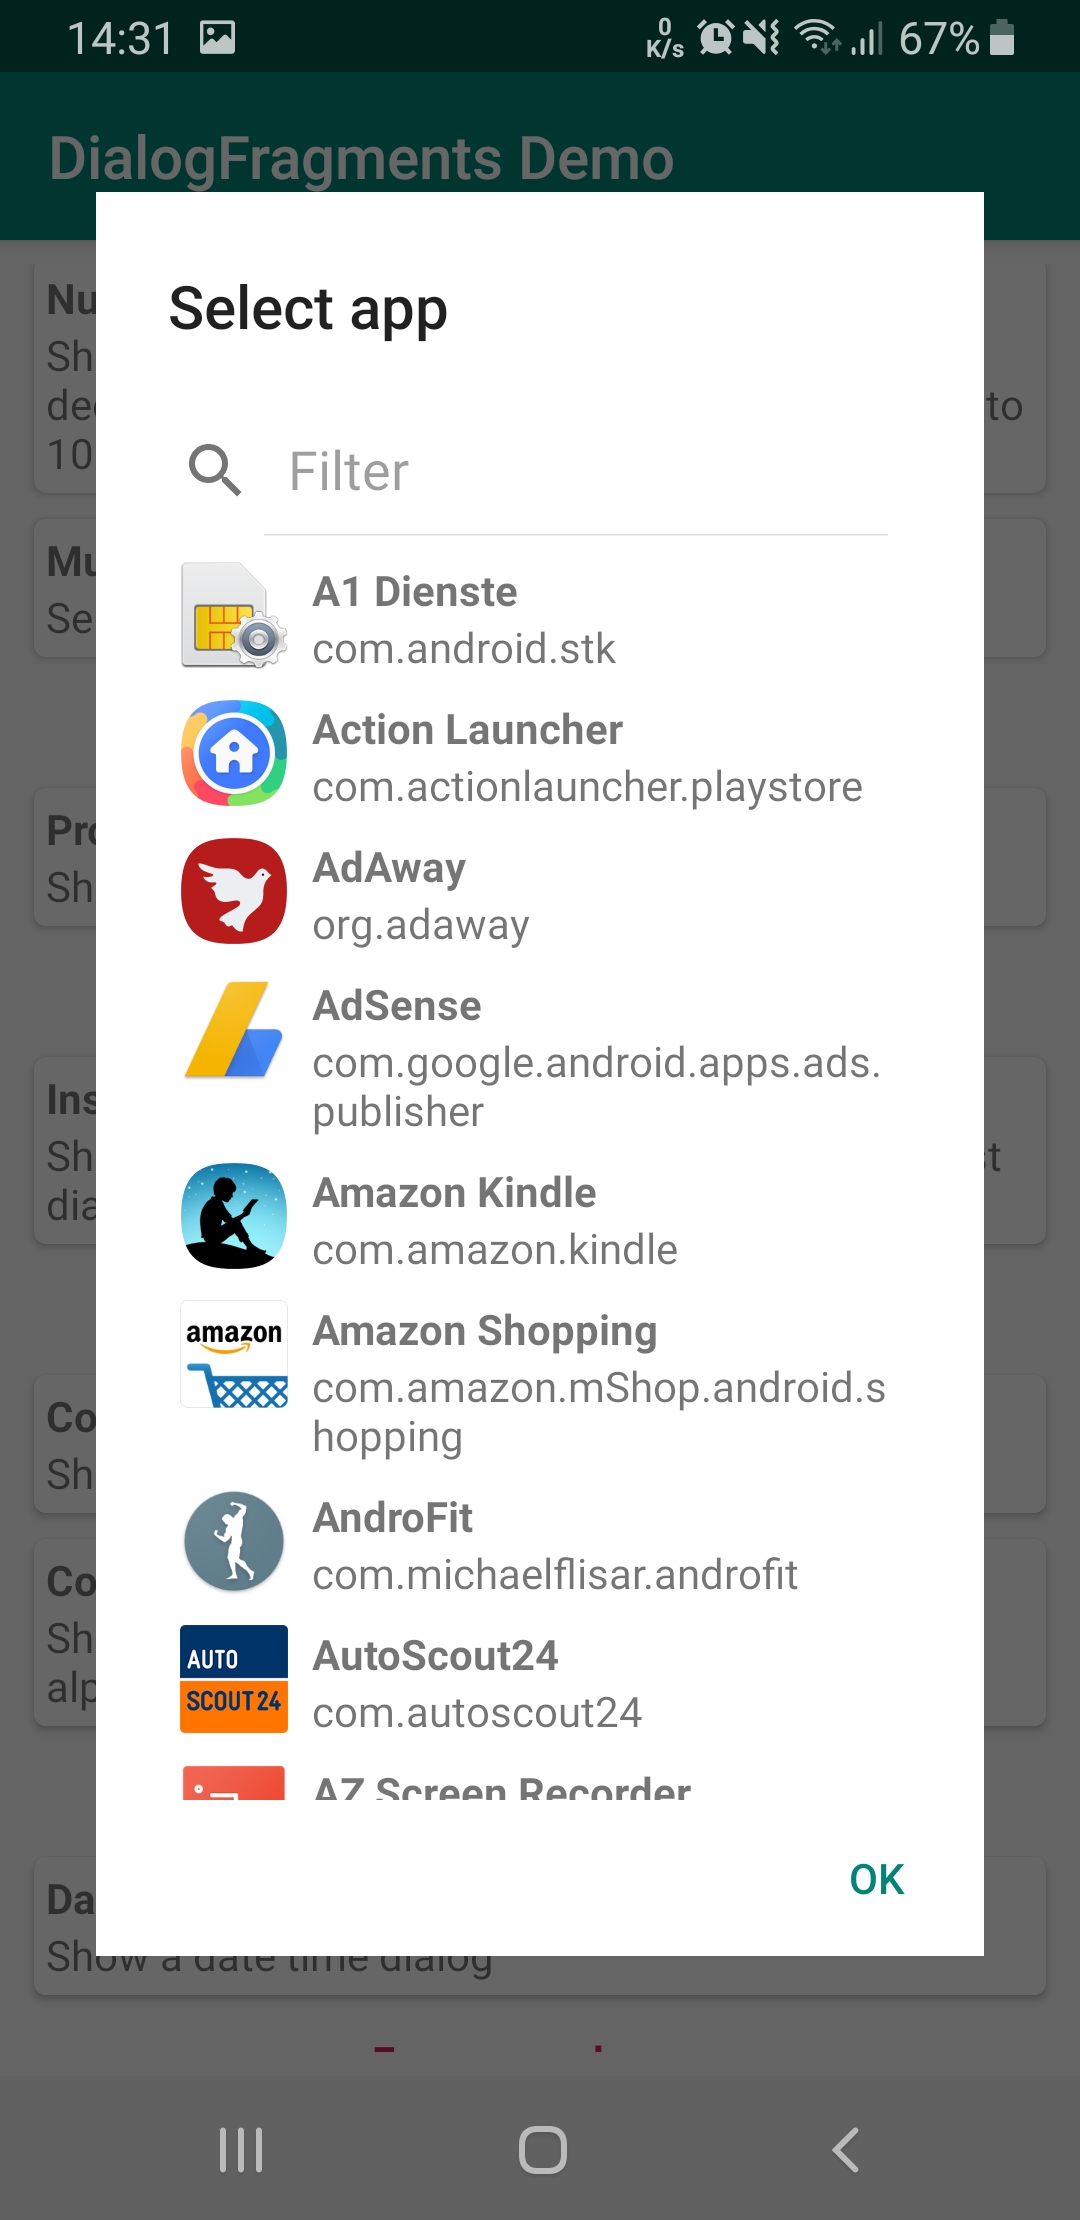 14:31
0
K/s
67%
DialogFragments Demo
Select app
Filter
A1 Dienste
com.android.stk
Action Launcher
com.actionlauncher.playstore
AdAway
org.adaway
AdSense
com.google.android.apps.ads.
publisher
Amazon Kindle
com.amazon.kindle
amazon
Amazon Shopping
com.amazon.mShop.android.s
hopping
AndroFit
com.michaelflisar.androfit
AUTO
SCOUT24
AutoScout24
com.autoscout24
AZ Screen Recorder
OK
Nu
Sh
de
to
10
Mu
Se
Pro
Sh
Ins
Sh
st
dia
Co
Sh
Co
Sh
alp
Da
Show a date time dialog